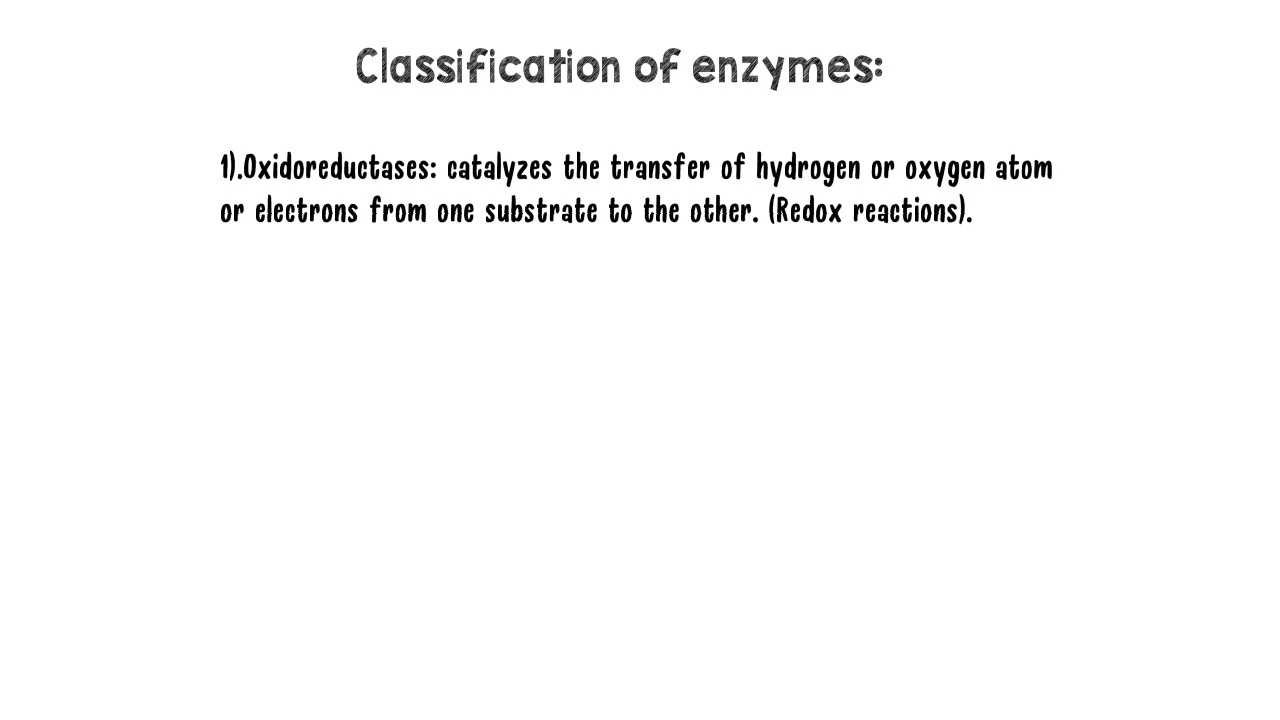 Classification of enzymes:
1).Oxidoreductases: catalyzes the transfer of hydrogen or oxygen atom
or electrons from one substrate to the other. (Redox reactions).